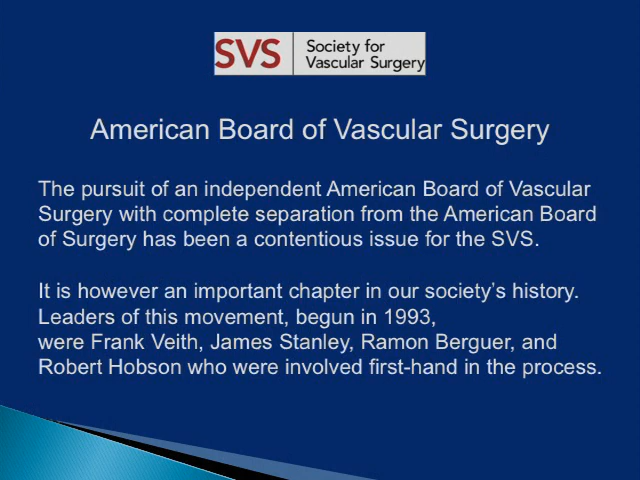 SVS
Society for
Vascular Surgery
American Board of Vascular Surgery
The pursuit of an independent American Board of Vascular
Surgery with complete separation from the American Board
of Surgery has been a contentious issue for the SVS.
It is however an important chapter in our society’s history.
Leaders of this movement, begun in 1993,
were Frank Veith, James Stanley, Ramon Berguer, and
Robert Hobson who were involved first-hand in the process.